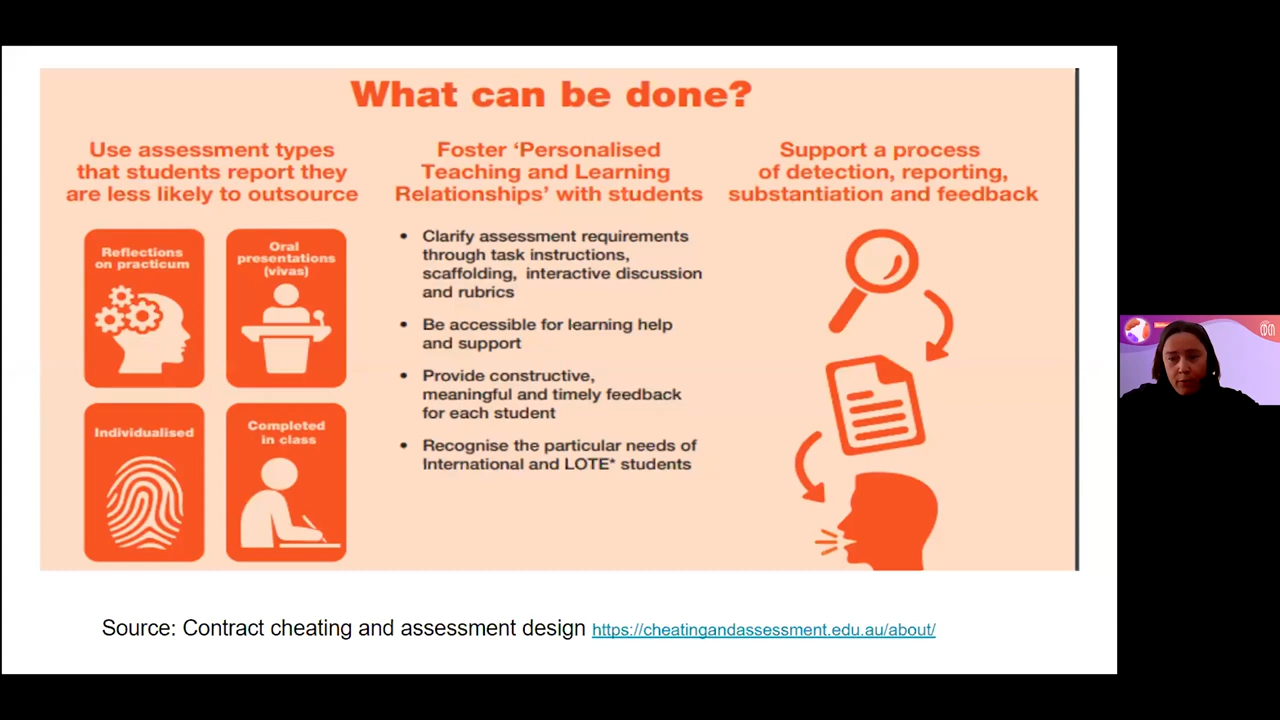 What can be done?
Use assessment types
that students report they
are less likely to outsource
Reflections
on practicum
Oral
presentations
(vivas)
Individualised
Completed
in class
Foster ‘Personalised
Teaching and Learning
Relationships’ with students
• Clarify assessment requirements
through task instructions,
scaffolding, interactive discussion
and rubrics
• Be accessible for learning help
and support
• Provide constructive,
meaningful and timely feedback
for each student
• Recognise the particular needs of
International and LOTE* students
Support a process
of detection, reporting,
substantiation and feedback
Source: Contract cheating and assessment design https://cheatingandassessment.edu.au/about/